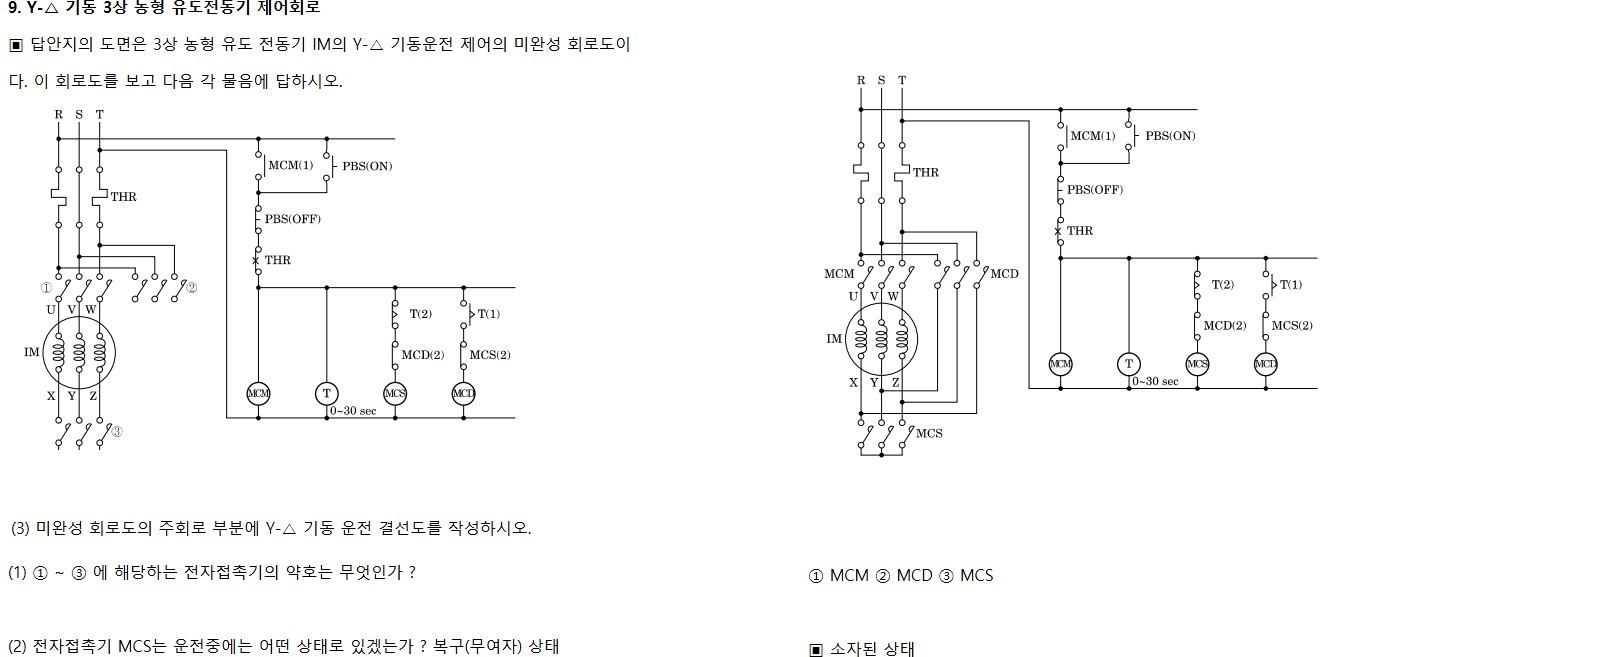 9. Y-△ 기동 3상 농형 유도전동기 제어회로
▣ 답안지의 도면은 3상 농형 유도 전동기 IM의 Y-△ 기동운전 제어의 미완성 회로도이
다. 이 회로도를 보고 다음 각 물음에 답하시오.
R S T
MCM(1)
PBS(ON)
THR
PBS(OFF)
THR
①
②
U V W
T(2)
T(1)
IM
MCD(2)
MCS(2)
X Y Z
MCM
T
MCS
MCD
0~30 sec
③
R S T
MCM(1)
PBS(ON)
THR
PBS(OFF)
THR
MCM
MCD
U V W
T(2)
T(1)
MCD(2)
MCS(2)
IM
MCM
T
MCS
MCD
X Y Z
0~30 sec
MCS
(3) 미완성 회로도의 주회로 부분에 Y-△ 기동 운전 결선도를 작성하시오.
(1) ① ~ ③ 에 해당하는 전자접촉기의 약호는 무엇인가 ?
① MCM ② MCD ③ MCS
(2) 전자접촉기 MCS는 운전중에는 어떤 상태로 있겠는가 ? 복구(무여자) 상태
▣ 소자된 상태